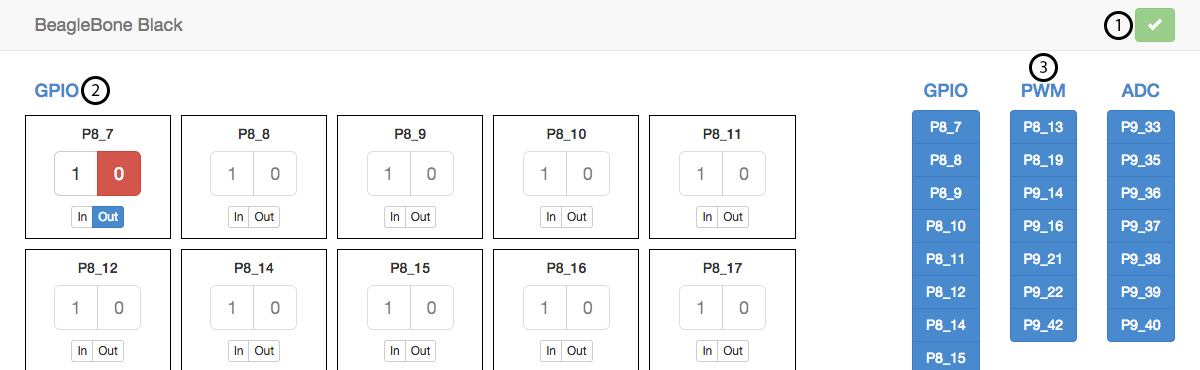 BeagleBone Black
1
GPIO 2
P8_7 P8_8 P8_9 P8_10 P8_11
1 0 1 0 1 0 1 0 1 0
In Out In Out In Out In Out In Out
P8_12 P8_14 P8_15 P8_16 P8_17
1 0 1 0 1 0 1 0 1 0
In Out In Out In Out In Out In Out
3
GPIO PWM ADC
P8_7 P8_13 P9_33
P8_8 P8_19 P9_35
P8_9 P9_14 P9_36
P8_10 P9_16 P9_37
P8_11 P9_21 P9_38
P8_12 P9_22 P9_39
P8_14 P9_42 P9_40
P8_15